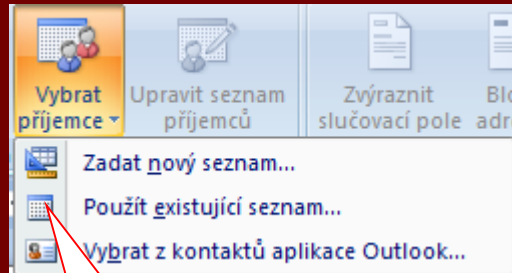 Vybrat
příjemce
Upravit seznam
příjemců
Zvýraznit
slučovací pole
Zadat nový seznam...
Použít existující seznam...
Vybrat z kontaktů aplikace Outlook...